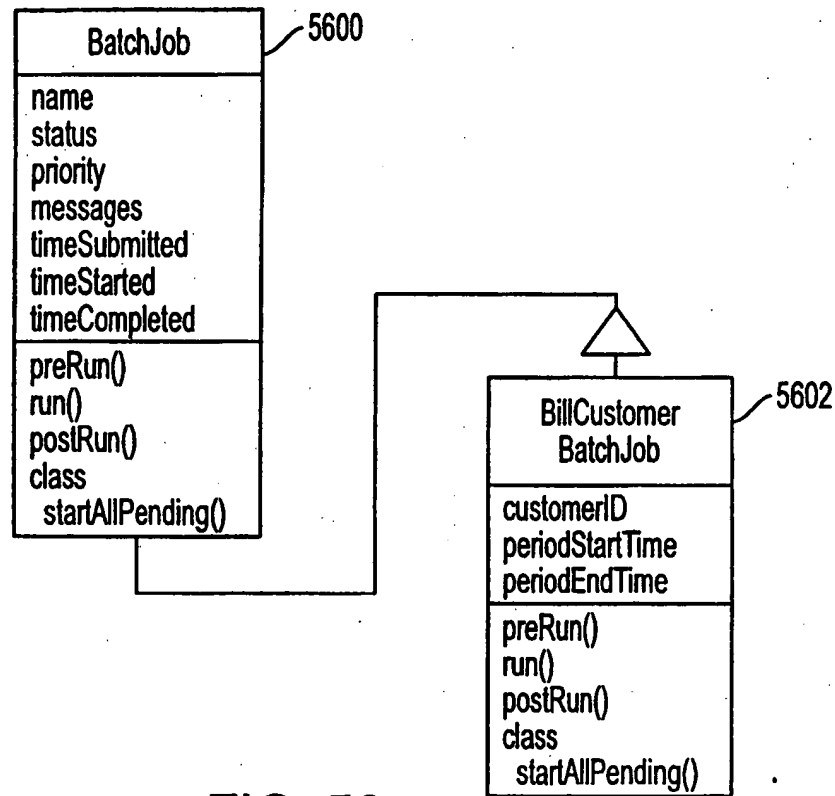 BatchJob
5600
name
status
priority
messages
timeSubmitted
timeStarted
timeCompleted
preRun()
run()
postRun()
class
startAllPending()
BillCustomer
BatchJob
5602
customerID
periodStartTime
periodEndTime
preRun()
run()
postRun()
class
startAllPending()